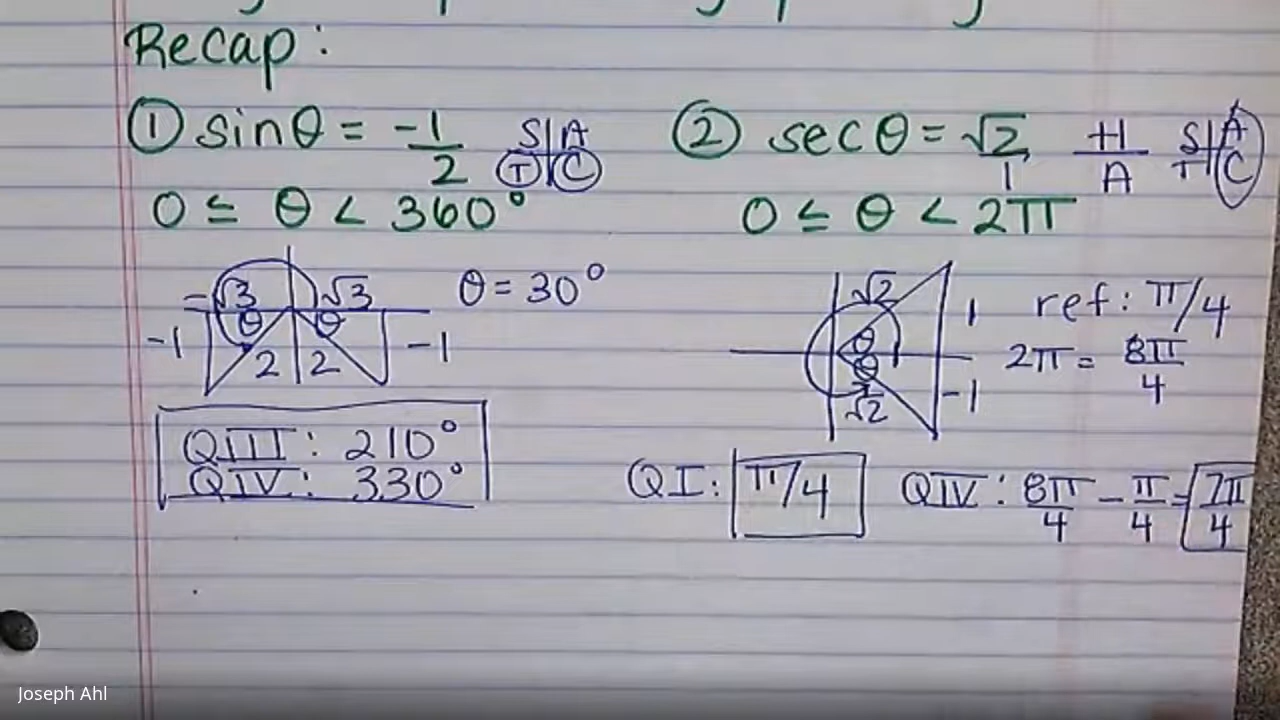 Recap:
① sinθ = -1/2 S A T C
0 ≤ θ < 360°
-√3 √3 θ = 30°
θ θ
-1 2 2 -1
QIII: 210°
QIV: 330°
② secθ = √2/1 H/A S A T C
0 ≤ θ < 2π
√2 1 ref: π/4
θ 2π = 8π/4
θ
√2 -1
QI: π/4 QIV: 8π/4 - π/4 = 7π/4
Joseph Ahl